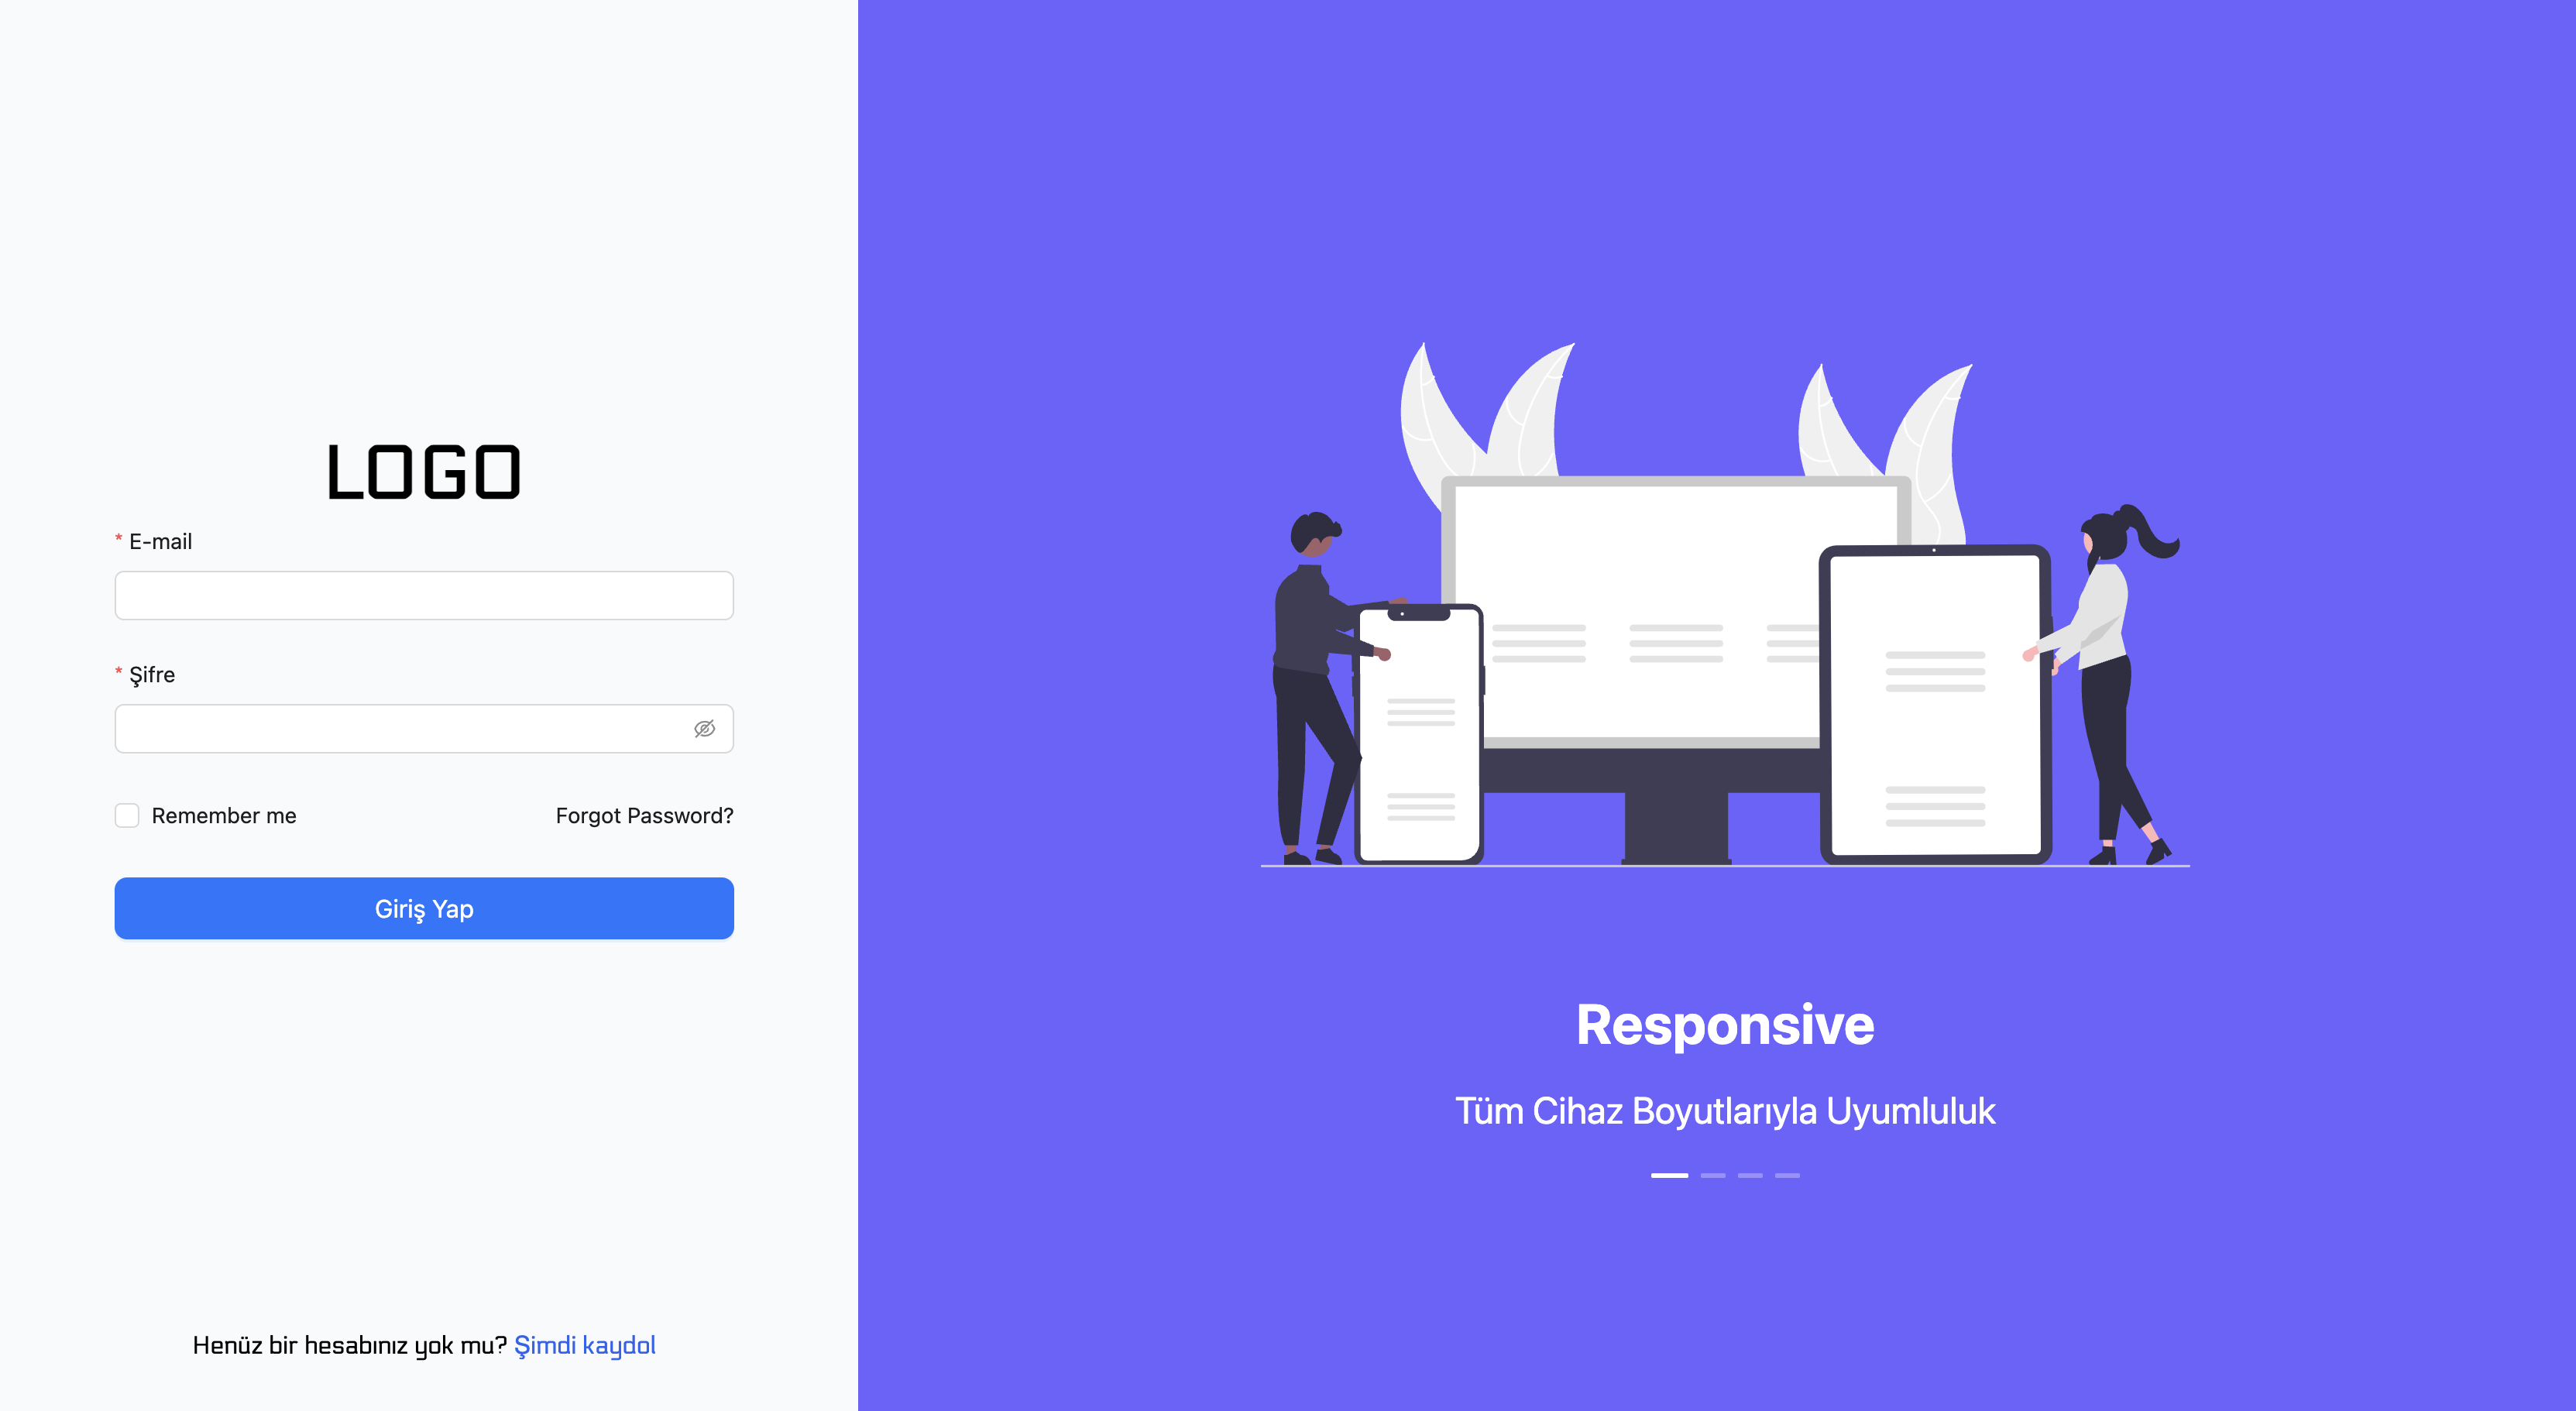 LOGO
* E-mail
* Şifre
Remember me
Forgot Password?
Giriş Yap
Henüz bir hesabınız yok mu? Şimdi kaydol
Responsive
Tüm Cihaz Boyutlarıyla Uyumluluk